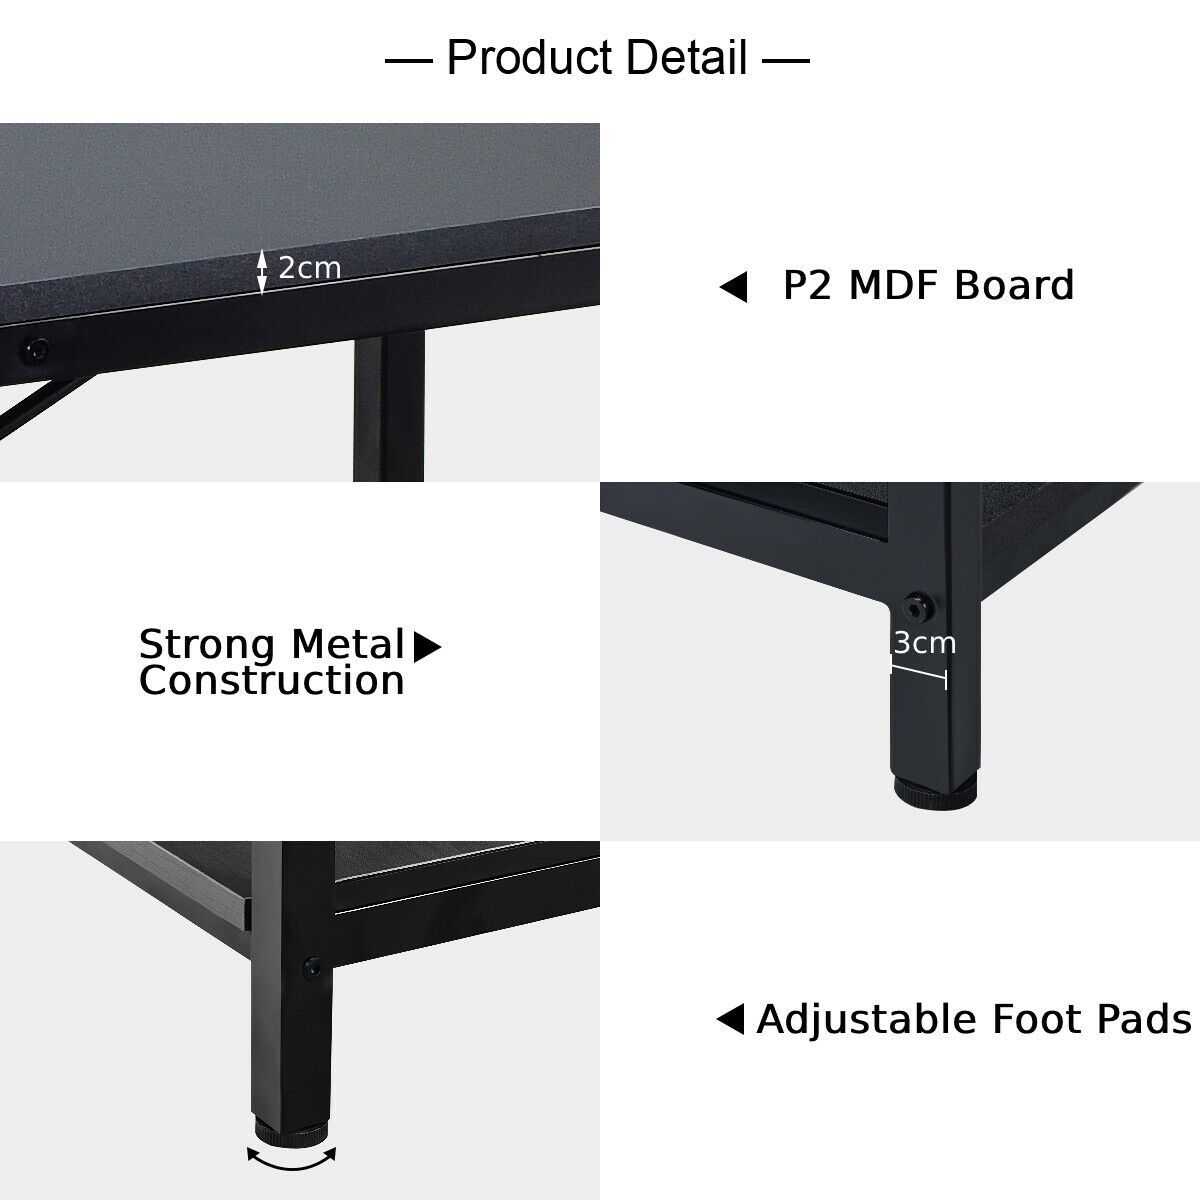 — Product Detail —
2cm
P2 MDF Board
Strong Metal
Construction
3cm
Adjustable Foot Pads